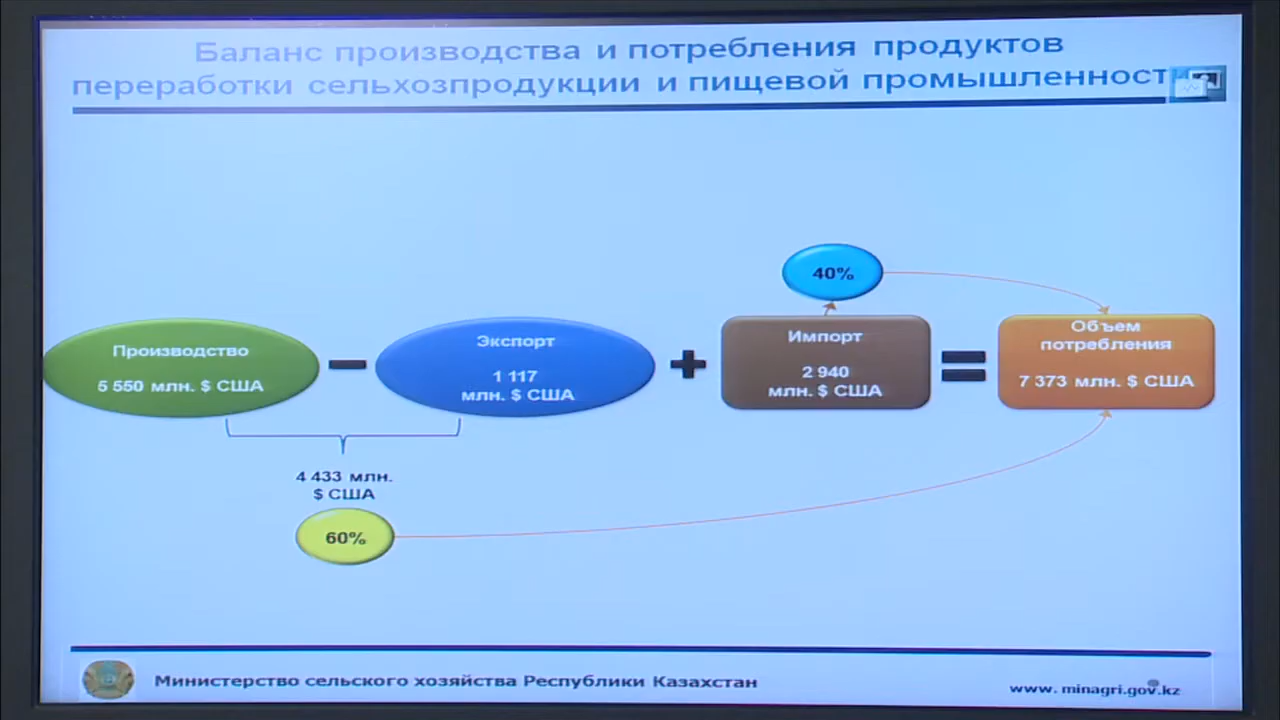 Баланс производства и потребления продуктов
переработки сельхозпродукции и пищевой промышленност
40%
Производство
5 550 млн. $ США
Экспорт
1 117
млн. $ США
Импорт
2 940
млн. $ США
Объем
потребления
7 373 млн. $ США
4 433 млн.
$ США
60%
Министерство сельского хозяйства Республики Казахстан
www. minagri.gov.kz